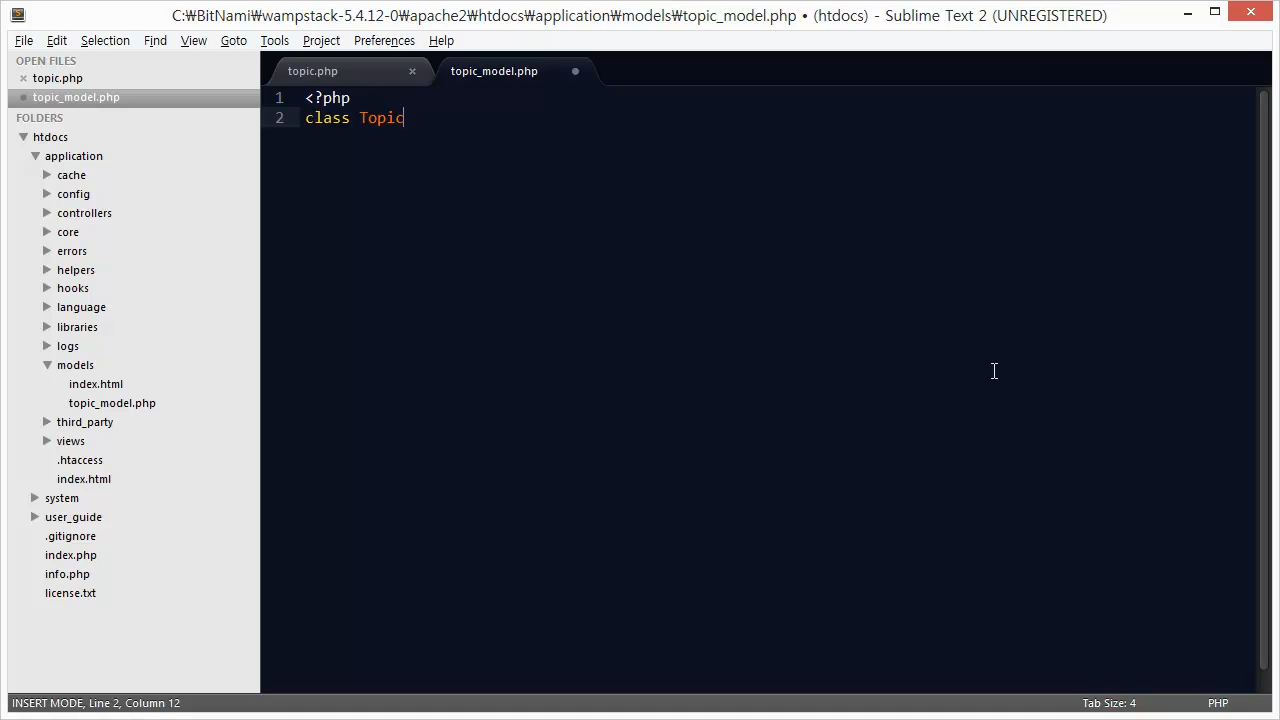 C:₩BitNami₩wampstack-5.4.12-0₩apache2₩htdocs₩application₩models₩topic_model.php • (htdocs) - Sublime Text 2 (UNREGISTERED)
File Edit Selection Find View Goto Tools Project Preferences Help
OPEN FILES
topic.php
topic_model.php
FOLDERS
htdocs
application
cache
config
controllers
core
errors
helpers
hooks
language
libraries
logs
models
index.html
topic_model.php
third_party
views
.htaccess
index.html
system
user_guide
.gitignore
index.php
info.php
license.txt
topic.php topic_model.php
1 <?php
2 class Topic
INSERT MODE, Line 2, Column 12 Tab Size: 4 PHP